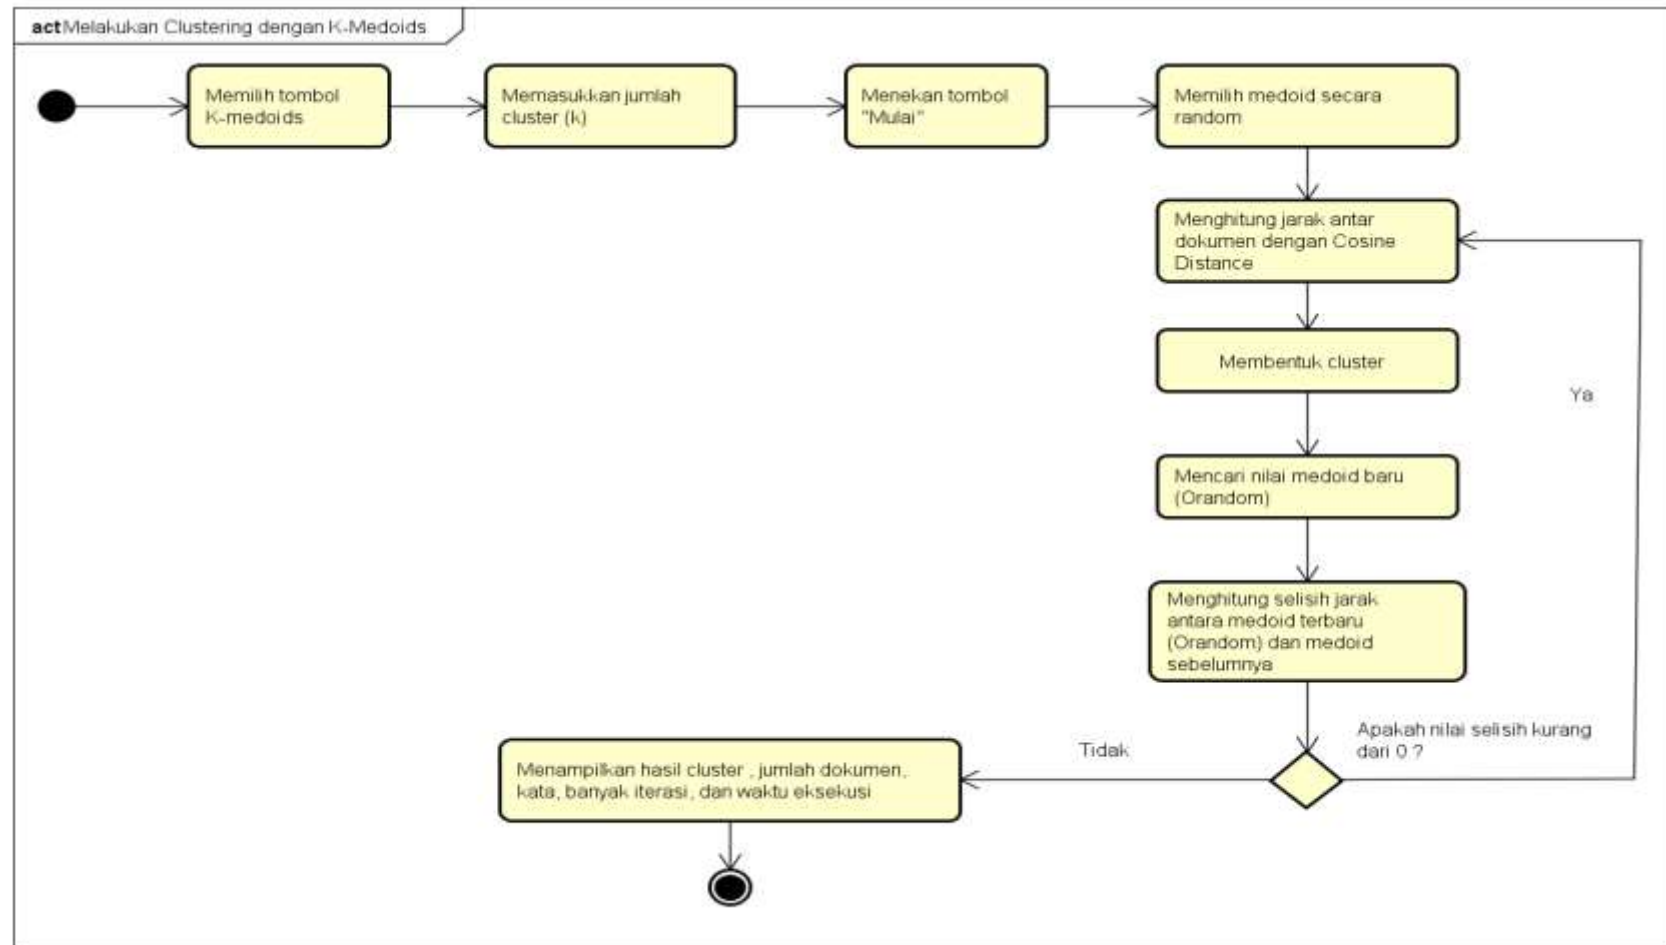 act Melakukan Clustering dengan K-Medoids
Memilih tombol
K-medoids
Memasukkan jumlah
cluster (k)
Menekan tombol
"Mulai"
Memilih medoid secara
random
Menghitung jarak antar
dokumen dengan Cosine
Distance
Membentuk cluster
Ya
Mencari nilai medoid baru
(Orandom)
Menghitung selisih jarak
antara medoid terbaru
(Orandom) dan medoid
sebelumnya
Apakah nilai selisih kurang
dari 0 ?
Tidak
Menampilkan hasil cluster , jumlah dokumen,
kata, banyak iterasi, dan waktu eksekusi